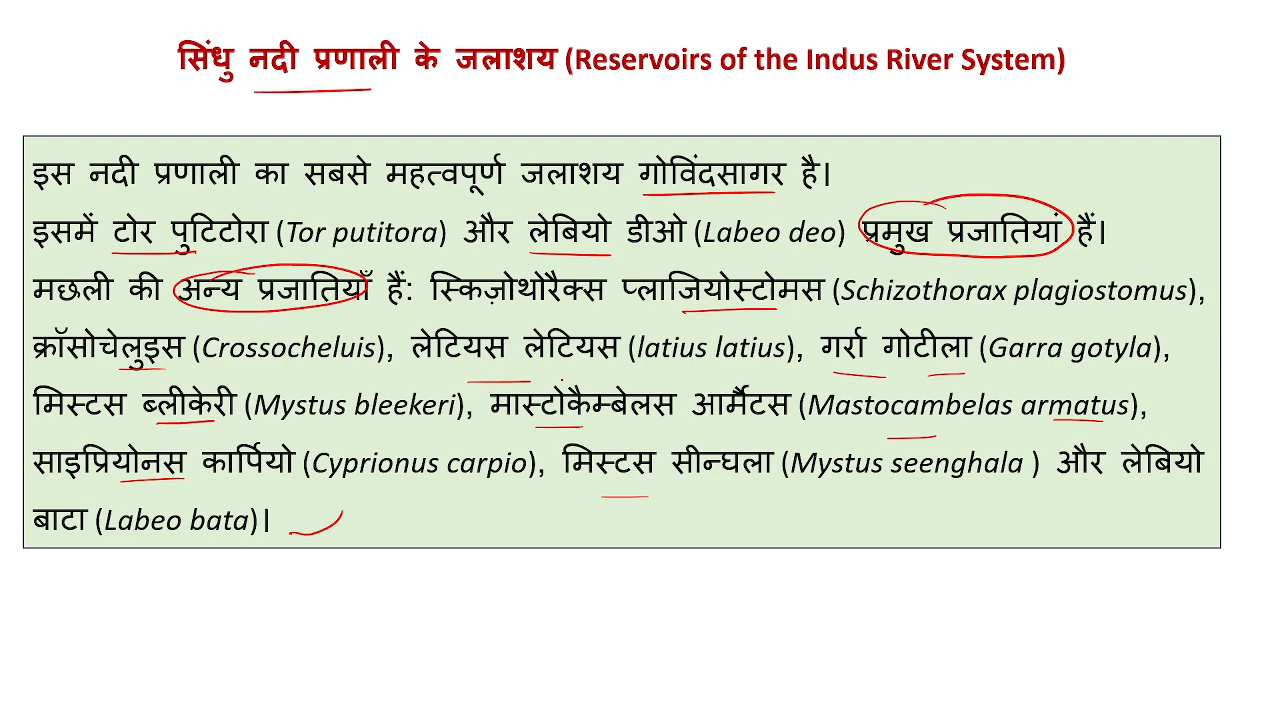 सिंधु नदी प्रणाली के जलाशय (Reservoirs of the Indus River System)
इस नदी प्रणाली का सबसे महत्वपूर्ण जलाशय गोविंदसागर है।
इसमें टोर पुटिटोरा (Tor putitora) और लेबियो डीओ (Labeo deo) प्रमुख प्रजातियां हैं।
मछली की अन्य प्रजातियाँ हैं: स्किज़ोथोरैक्स प्लाजियोस्टोमस (Schizothorax plagiostomus),
क्रॉसोचेलुइस (Crossocheluis), लेटियस लेटियस (latius latius), गर्रा गोटीला (Garra gotyla),
मिस्टस ब्लीकेरी (Mystus bleekeri), मास्टोकैम्बेलस आर्मैटस (Mastocambelas armatus),
साइप्रियोनस कार्पियो (Cyprionus carpio), मिस्टस सीन्घला (Mystus seenghala ) और लेबियो
बाटा (Labeo bata)।